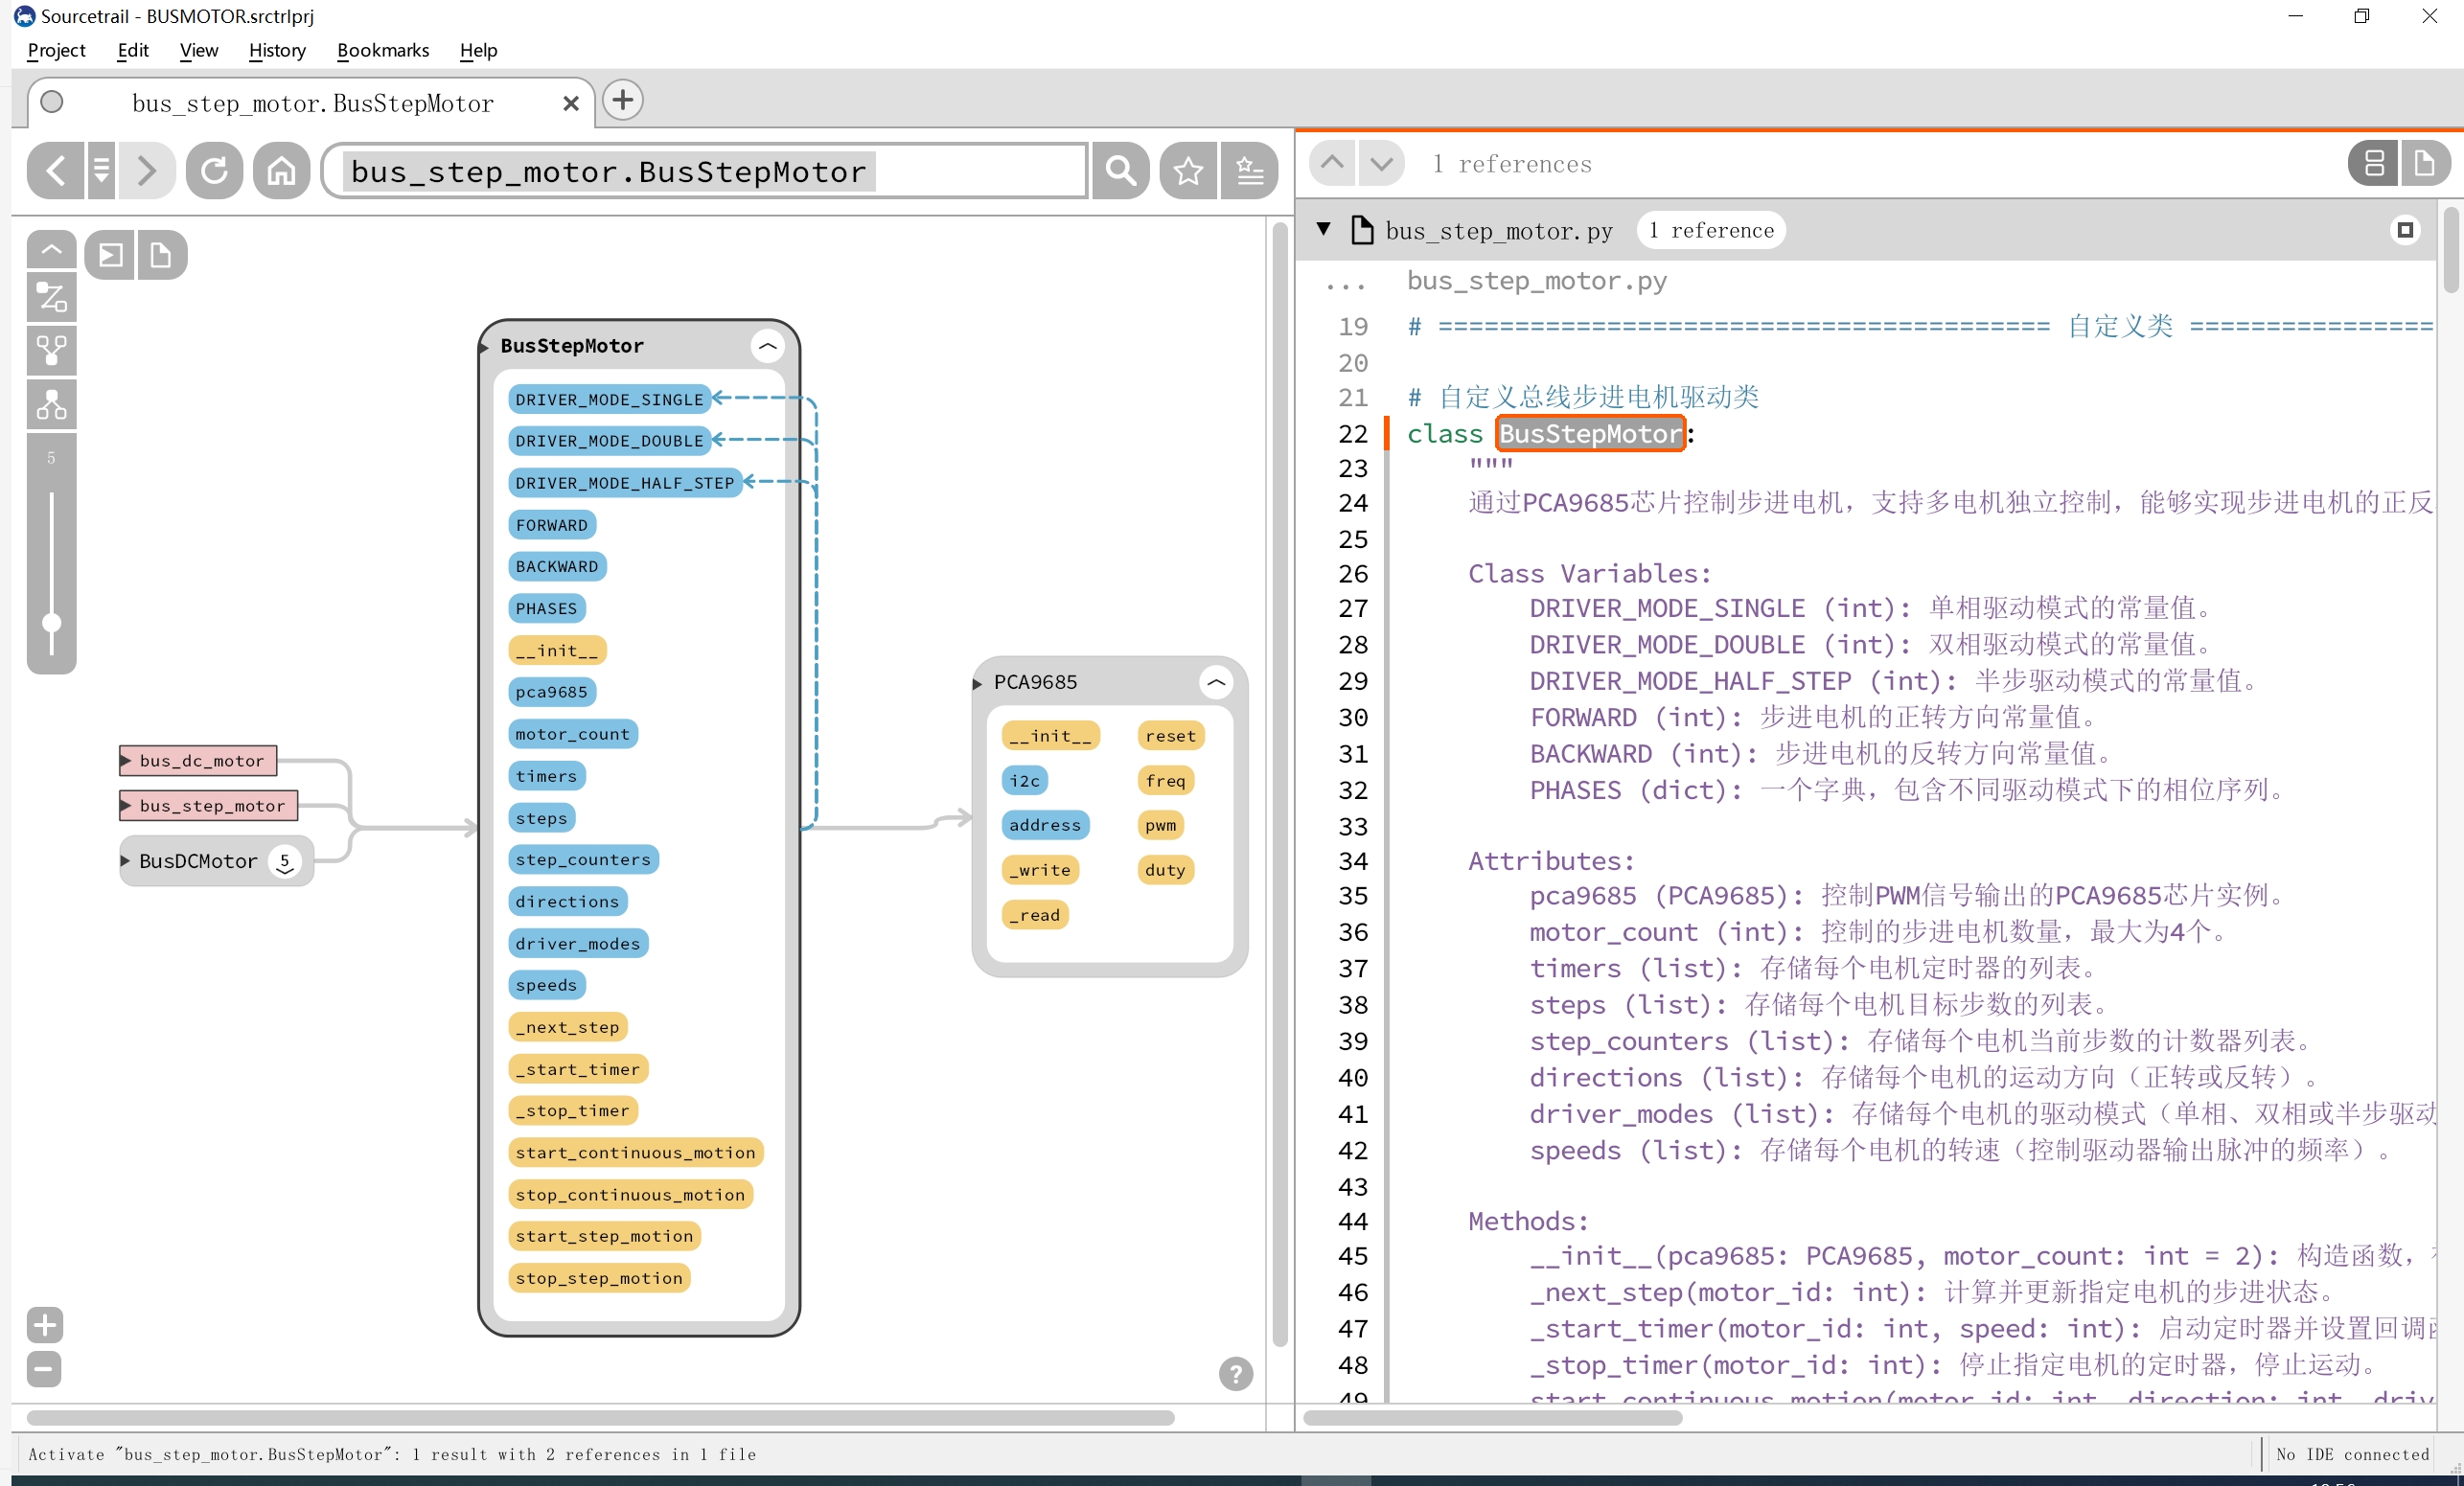 Sourcetrail - BUSMOTOR.srctrlprj
Project Edit View History Bookmarks Help
bus_step_motor.BusStepMotor
bus_step_motor.BusStepMotor
5
BusStepMotor
DRIVER_MODE_SINGLE
DRIVER_MODE_DOUBLE
DRIVER_MODE_HALF_STEP
FORWARD
BACKWARD
PHASES
__init__
pca9685
motor_count
timers
steps
step_counters
directions
driver_modes
speeds
_next_step
_start_timer
_stop_timer
start_continuous_motion
stop_continuous_motion
start_step_motion
stop_step_motion
bus_dc_motor
bus_step_motor
BusDCMotor 5
PCA9685
__init__ reset
i2c freq
address pwm
_write duty
_read
?
1 references
bus_step_motor.py 1 reference
... bus_step_motor.py
19 # ======================================== 自定义类 ================
20
21 # 自定义总线步进电机驱动类
22 class BusStepMotor:
23 """
24 通过PCA9685芯片控制步进电机，支持多电机独立控制，能够实现步进电机的正反
25
26 Class Variables:
27 DRIVER_MODE_SINGLE (int): 单相驱动模式的常量值。
28 DRIVER_MODE_DOUBLE (int): 双相驱动模式的常量值。
29 DRIVER_MODE_HALF_STEP (int): 半步驱动模式的常量值。
30 FORWARD (int): 步进电机的正转方向常量值。
31 BACKWARD (int): 步进电机的反转方向常量值。
32 PHASES (dict): 一个字典，包含不同驱动模式下的相位序列。
33
34 Attributes:
35 pca9685 (PCA9685): 控制PWM信号输出的PCA9685芯片实例。
36 motor_count (int): 控制的步进电机数量，最大为4个。
37 timers (list): 存储每个电机定时器的列表。
38 steps (list): 存储每个电机目标步数的列表。
39 step_counters (list): 存储每个电机当前步数的计数器列表。
40 directions (list): 存储每个电机的运动方向（正转或反转）。
41 driver_modes (list): 存储每个电机的驱动模式（单相、双相或半步驱动
42 speeds (list): 存储每个电机的转速（控制驱动器输出脉冲的频率）。
43
44 Methods:
45 __init__(pca9685: PCA9685, motor_count: int = 2): 构造函数，
46 _next_step(motor_id: int): 计算并更新指定电机的步进状态。
47 _start_timer(motor_id: int, speed: int): 启动定时器并设置回调
48 _stop_timer(motor_id: int): 停止指定电机的定时器，停止运动。
49 start_continuous_motion(motor_id: int, direction: int, driv
Activate "bus_step_motor.BusStepMotor": 1 result with 2 references in 1 file
No IDE connected